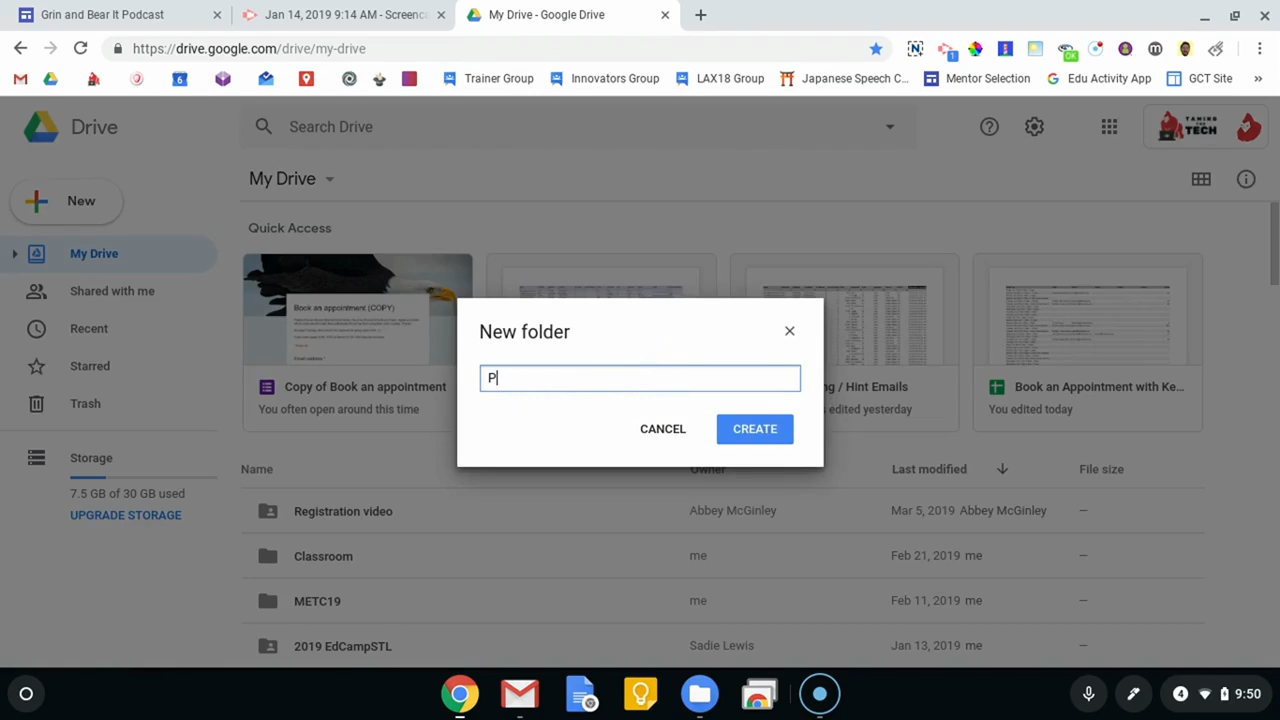 Grin and Bear It Podcast
Jan 14, 2019 9:14 AM - Screenca
My Drive - Google Drive
https://drive.google.com/drive/my-drive
Trainer Group
Innovators Group
LAX18 Group
Japanese Speech C...
Mentor Selection
Edu Activity App
GCT Site
Drive
Search Drive
TAMING THE TECH
New
My Drive
Quick Access
My Drive
Shared with me
Recent
Starred
Trash
Storage
7.5 GB of 30 GB used
UPGRADE STORAGE
Book an appointment (COPY)
Copy of Book an appointment
You often open around this time
g / Hint Emails
s edited yesterday
Book an Appointment with Ke...
You edited today
New folder
P
CANCEL
CREATE
Name
Owner
Last modified
File size
Registration video
Abbey McGinley
Mar 5, 2019 Abbey McGinley
—
Classroom
me
Feb 21, 2019 me
—
METC19
me
Feb 11, 2019 me
—
2019 EdCampSTL
Sadie Lewis
Jan 13, 2019 me
—
4
9:50